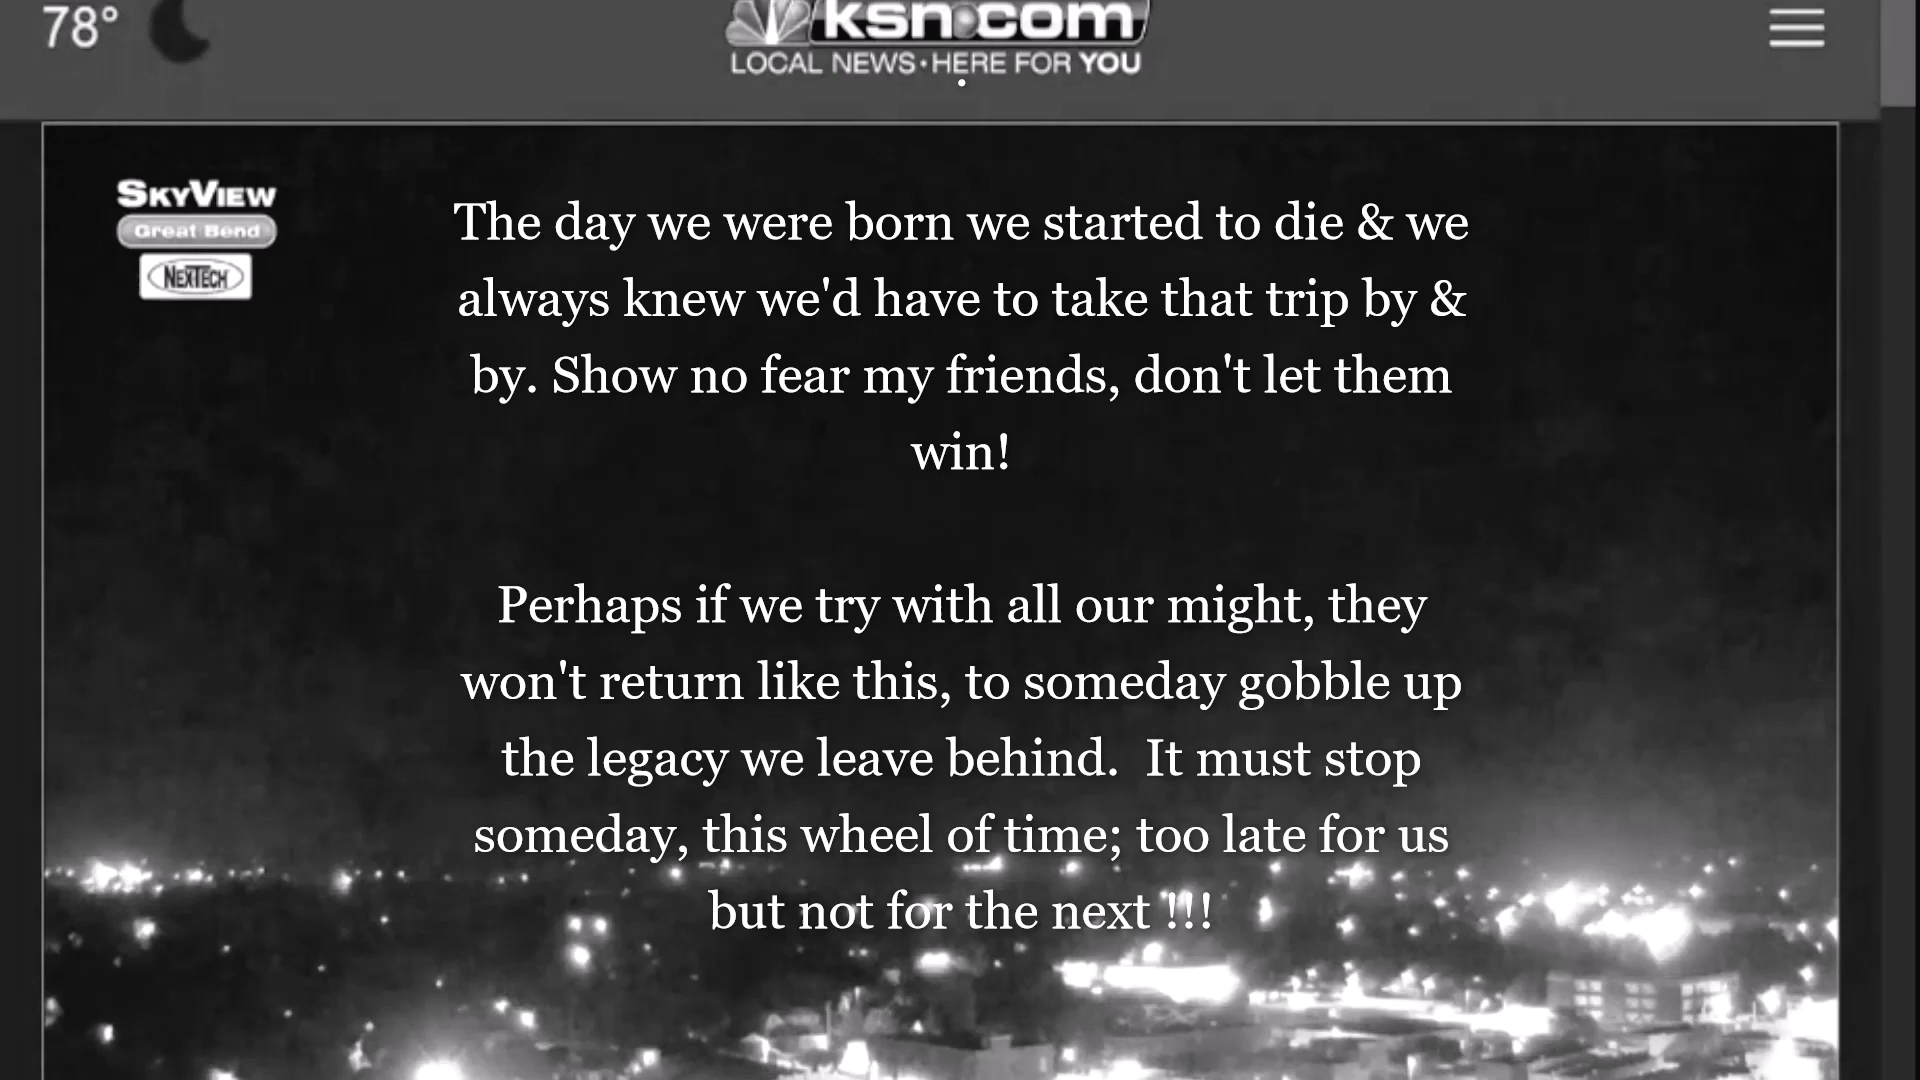 78°
ksn.com
LOCAL NEWS • HERE FOR YOU
.
SKYVIEW
Great Bend
NEXTECH
The day we were born we started to die & we
always knew we'd have to take that trip by &
by. Show no fear my friends, don't let them
win!
Perhaps if we try with all our might, they
won't return like this, to someday gobble up
the legacy we leave behind.  It must stop
someday, this wheel of time; too late for us
but not for the next !!!